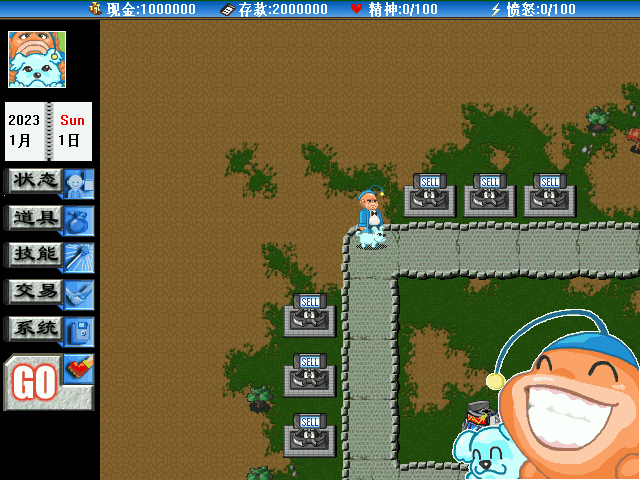 现金:1000000 存款:2000000 精神:0/100 愤怒:0/100
2023 Sun
1月 1日
状态
道具
技能
交易
系统
GO
SELL SELL SELL
SELL
SELL
SELL